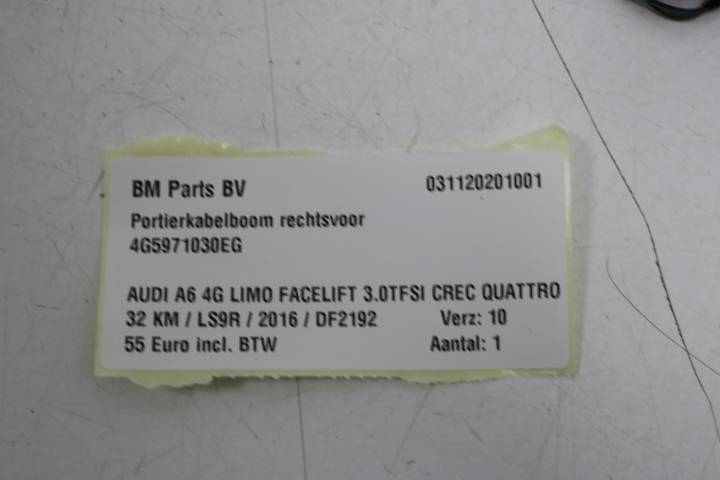 BM Parts BV 031120201001
Portierkabelboom rechtsvoor
4G5971030EG
AUDI A6 4G LIMO FACELIFT 3.0TFSI CREC QUATTRO
32 KM / LS9R / 2016 / DF2192 Verz: 10
55 Euro incl. BTW Aantal: 1